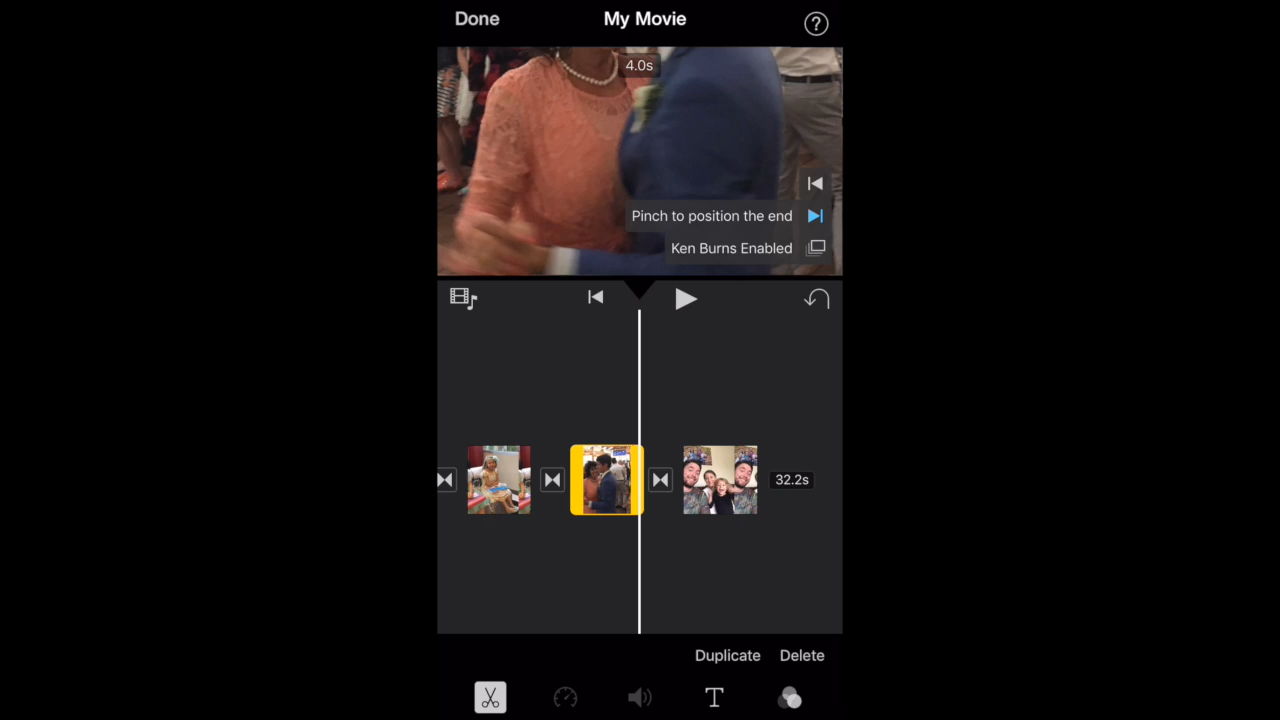 Done
My Movie
?
4.0s
Pinch to position the end
Ken Burns Enabled
32.2s
Duplicate
Delete
T